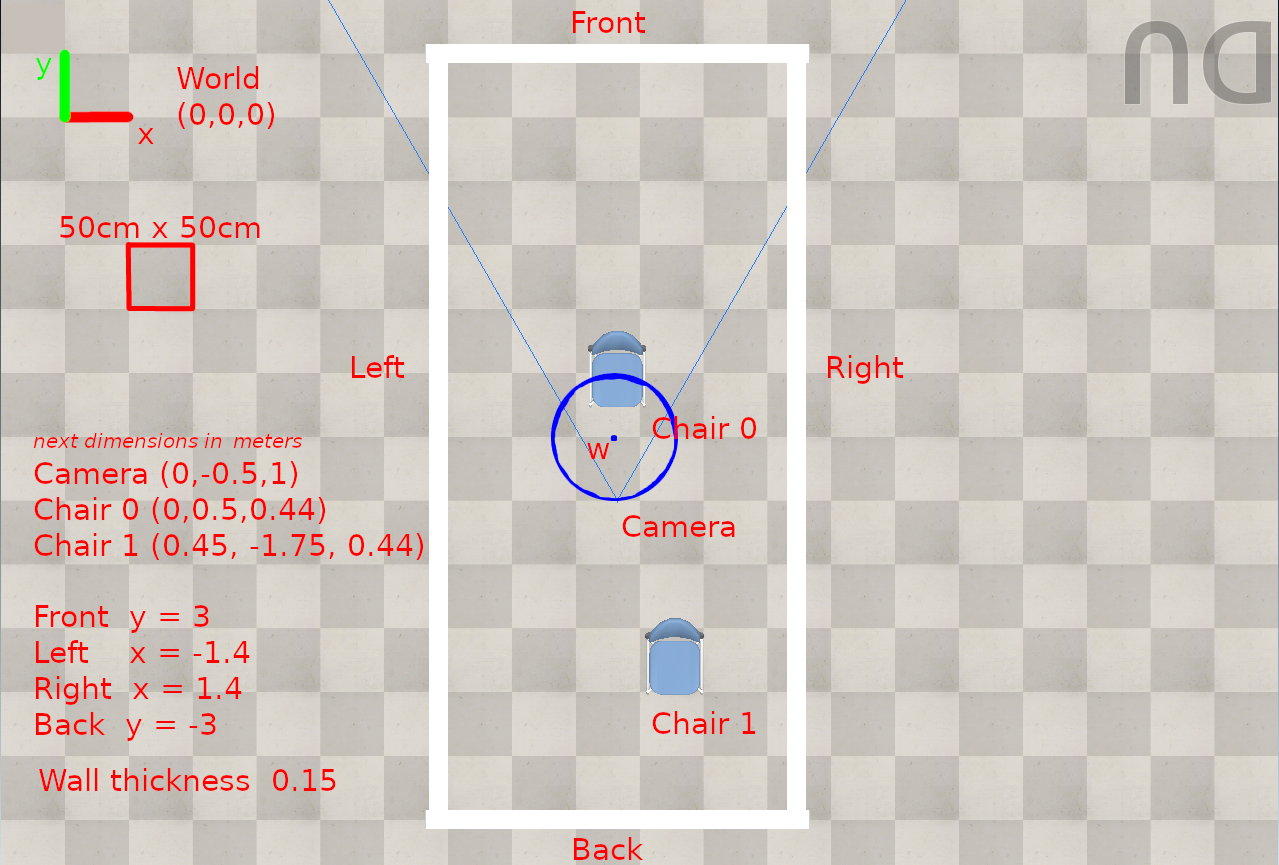 Front
y
World
(0,0,0)
x
50cm x 50cm
Left
Right
next dimensions in meters
Chair 0
w
Camera (0,-0.5,1)
Chair 0 (0,0.5,0.44)
Camera
Chair 1 (0.45, -1.75, 0.44)
Front y = 3
Left x = -1.4
Right x = 1.4
Back y = -3
Chair 1
Wall thickness 0.15
Back